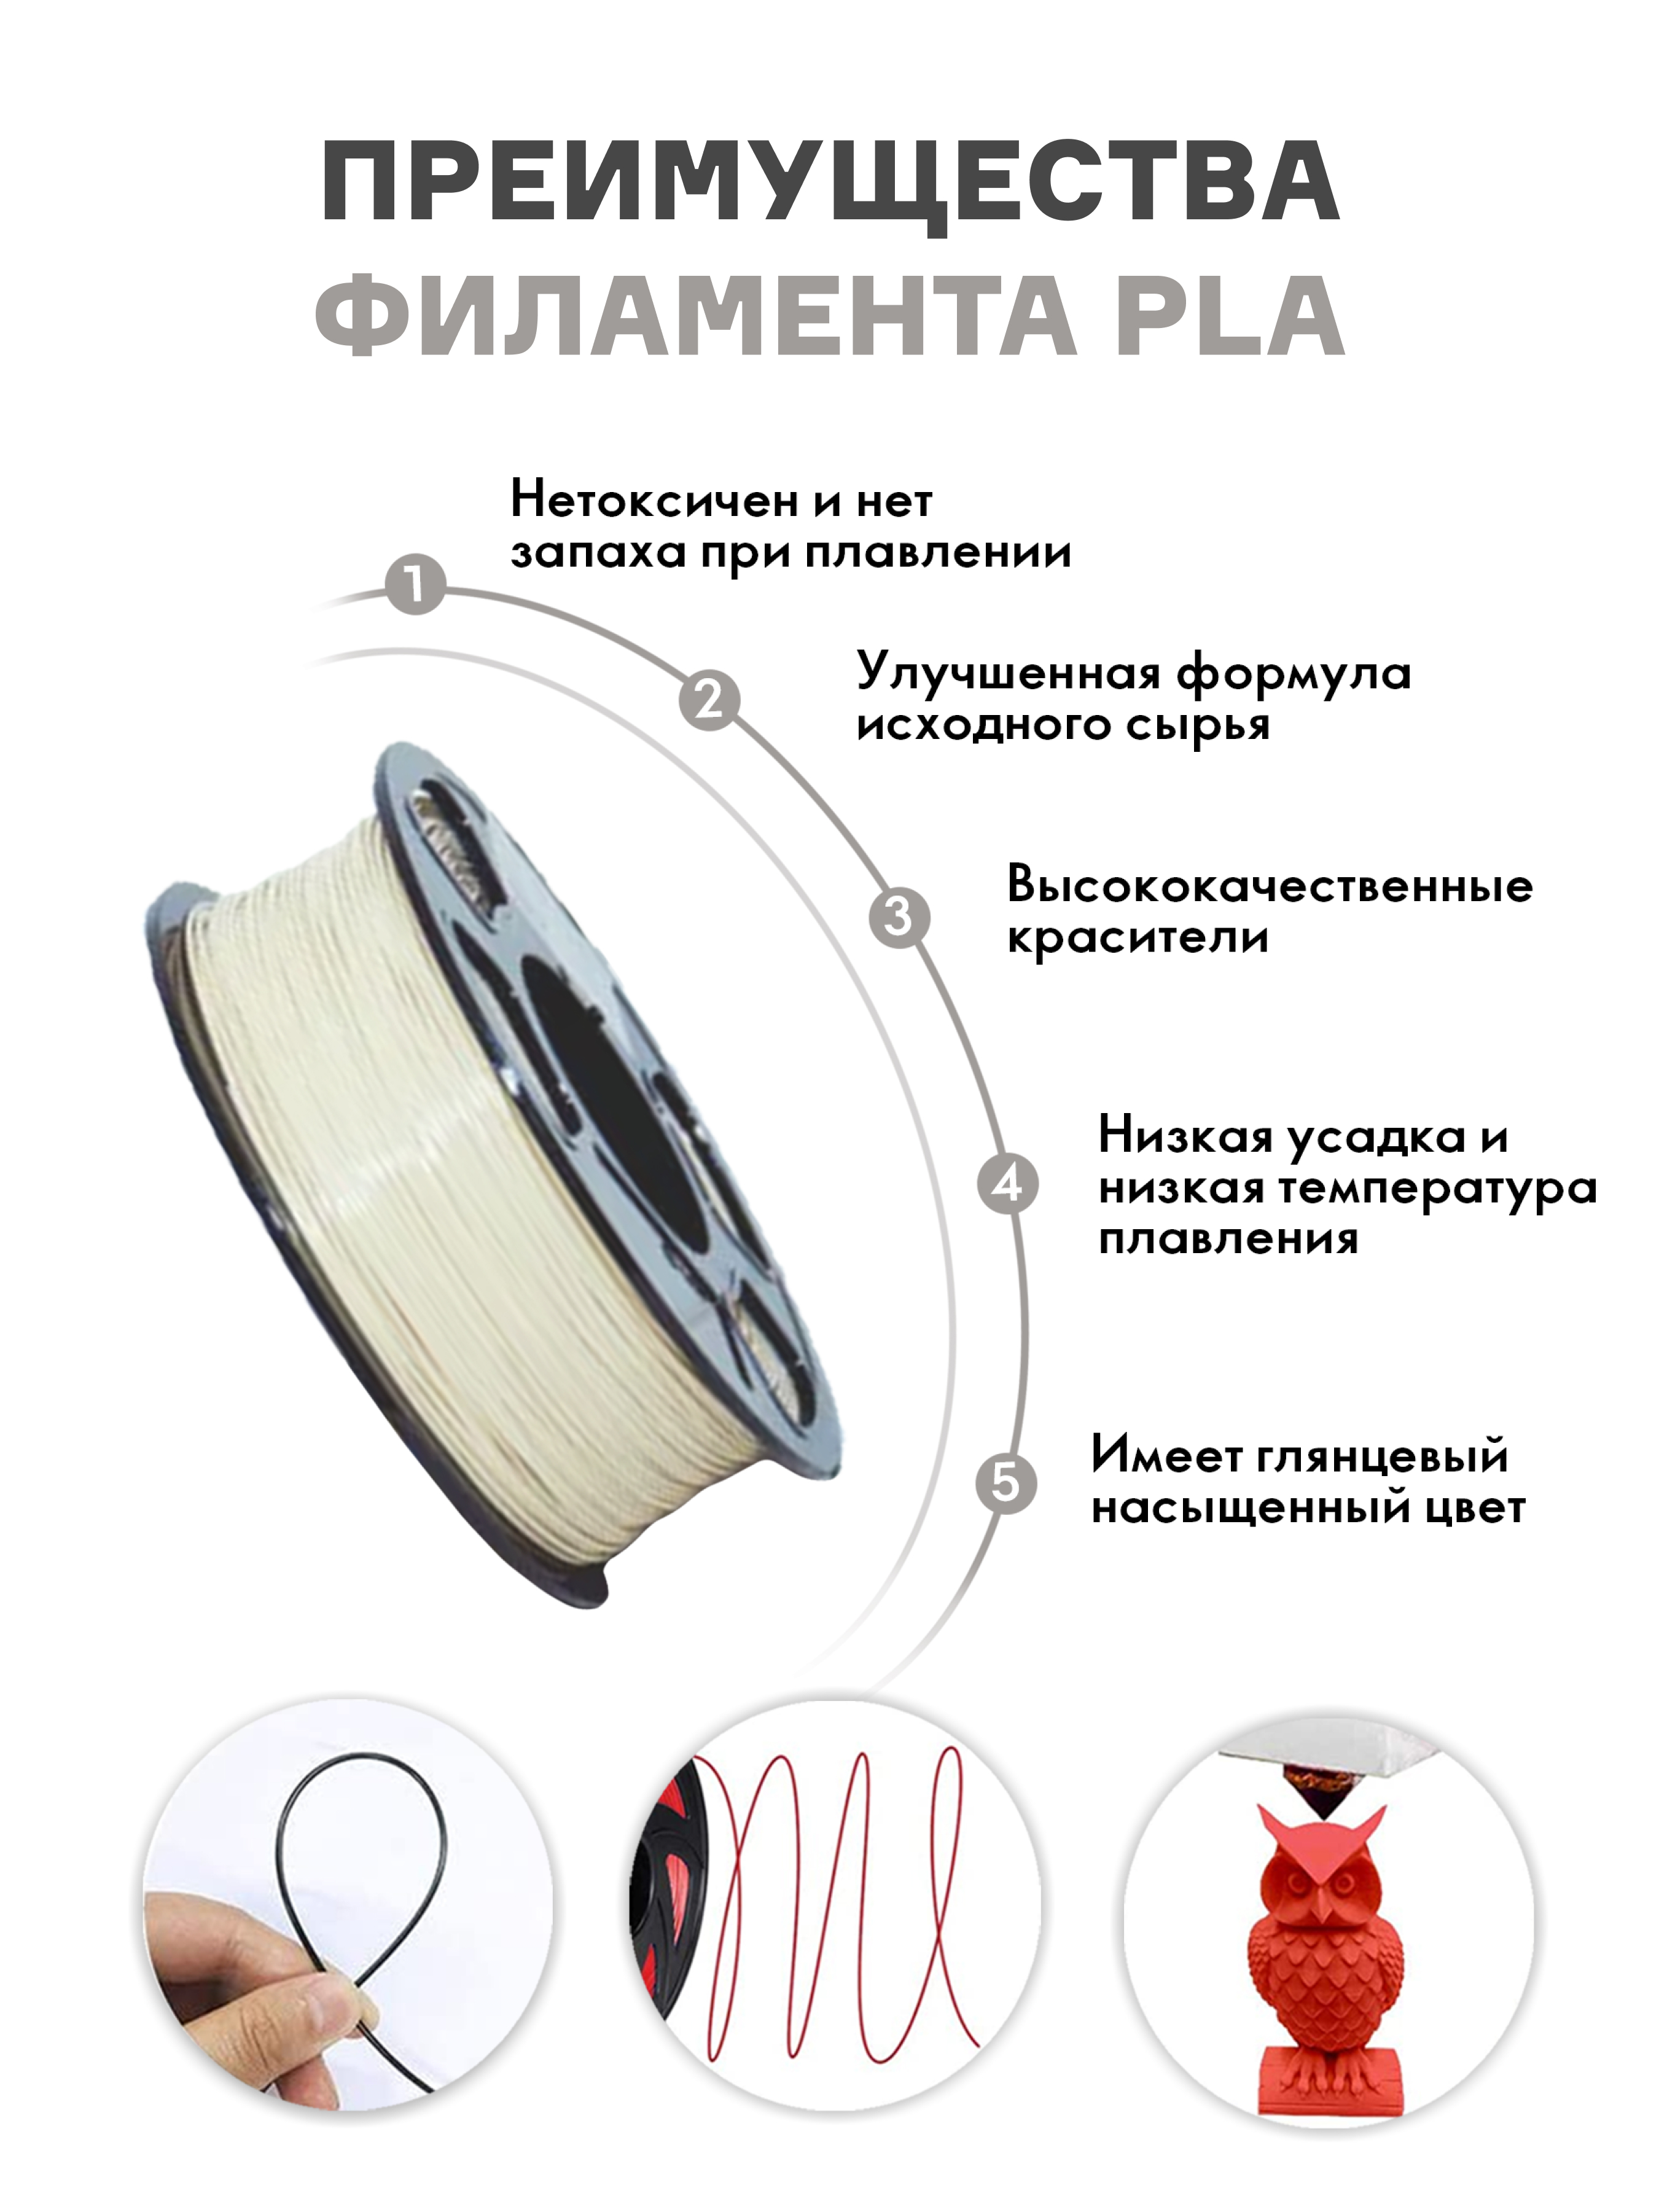 ПРЕИМУЩЕСТВА
ФИЛАМЕНТА PLA
1
Нетоксичен и нет
запаха при плавлении
2
Улучшенная формула
исходного сырья
3
Высококачественные
красители
4
Низкая усадка и
низкая температура
плавления
5
Имеет глянцевый
насыщенный цвет